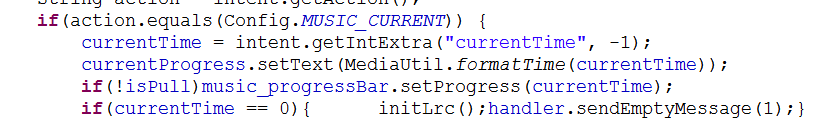 String action = intent.getAction();
if(action.equals(Config.MUSIC_CURRENT)) {
currentTime = intent.getIntExtra("currentTime", -1);
currentProgress.setText(MediaUtil.formatTime(currentTime));
if(!isPull)music_progressBar.setProgress(currentTime);
if(currentTime == 0){ initLrc();handler.sendEmptyMessage(1);}